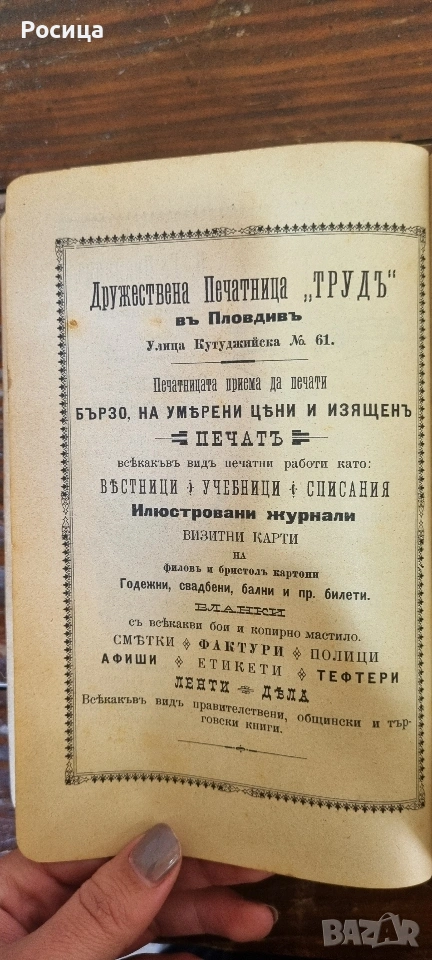 Росица
Дружествена Печатница „ТРУДЪ“
въ Пловдивъ
Улица Кутуджийска № 61.
Печатницата приема да печати
БЪРЗО, НА УМѢРЕНИ ЦѢНИ И ИЗЯЩЕНЪ
ПЕЧАТЪ
всѣкакъвъ видъ печатни работи като:
ВѢСТНИЦИ УЧЕБНИЦИ СПИСАНИЯ
Илюстровани журнали
ВИЗИТНИ КАРТИ
НА
филовъ и бристолъ картони
Годежни, свадбени, бални и пр. билети.
БЛАНКИ
съ всѣкакви бои и копирно мастило.
СМѢТКИ ФАКТУРИ ПОЛИЦИ
АФИШИ ЕТИКЕТИ ТЕФТЕРИ
ЛЕНТИ ДѢЛА
Всѣкакъвъ видъ правителствени, общински и тър-
говски книги.
BAZAR